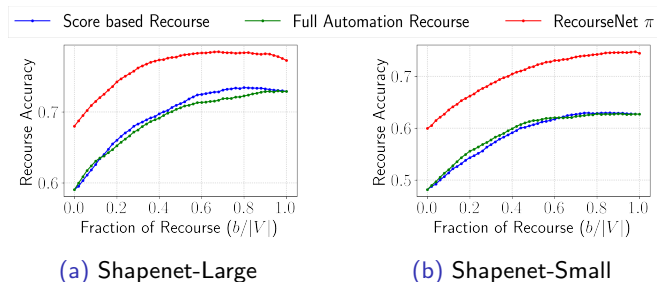 Score based Recourse Full Automation Recourse RecourseNet π
Recourse Accuracy
0.7
0.6
0.0 0.2 0.4 0.6 0.8 1.0
Fraction of Recourse (b/|V|)
(a) Shapenet-Large
Recourse Accuracy
0.7
0.6
0.5
0.0 0.2 0.4 0.6 0.8 1.0
Fraction of Recourse (b/|V|)
(b) Shapenet-Small